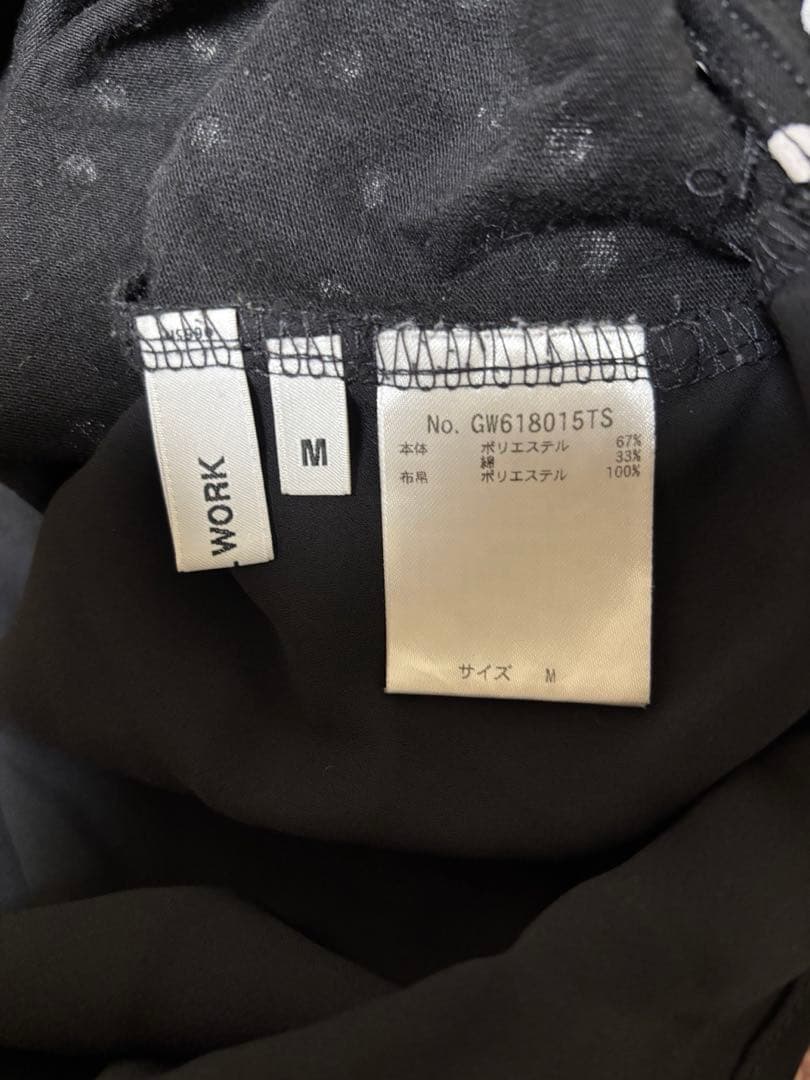 WORK
M
No. GW618015TS
本体 ポリエステル 67%
綿 33%
布帛 ポリエステル 100%
サイズ M